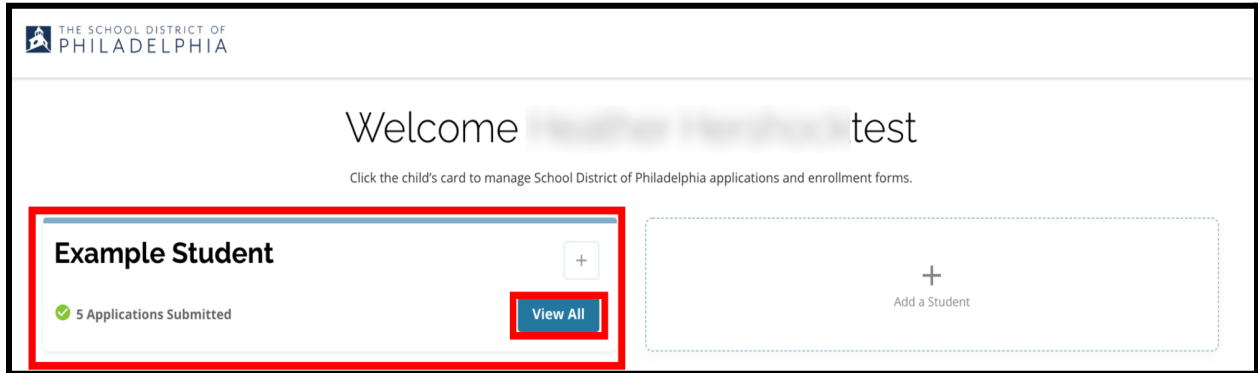 THE SCHOOL DISTRICT OF
PHILADELPHIA
Welcome test
Click the child's card to manage School District of Philadelphia applications and enrollment forms.
Example Student
+
5 Applications Submitted
View All
+
Add a Student